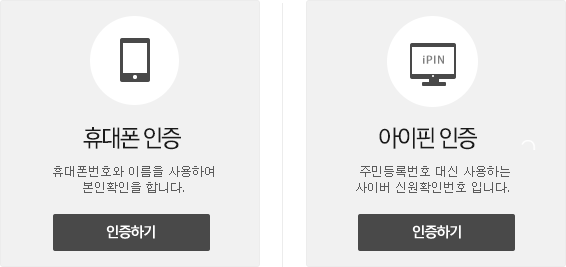 휴대폰 인증
휴대폰번호와 이름을 사용하여
본인확인을 합니다.
인증하기
iPIN
아이핀 인증
주민등록번호 대신 사용하는
사이버 신원확인번호 입니다.
인증하기